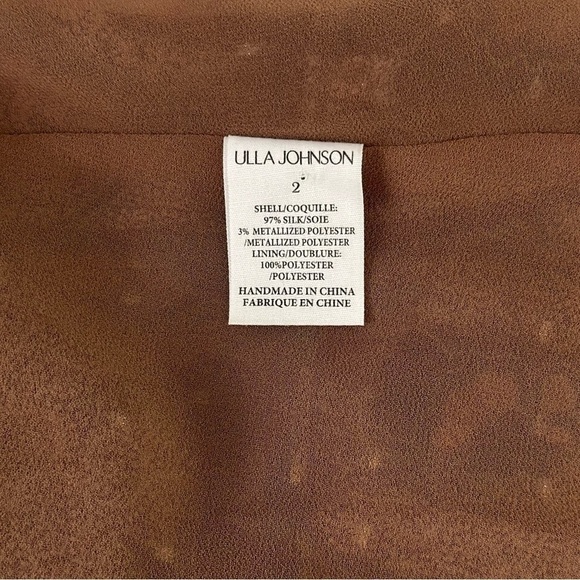 ULLA JOHNSON
2
SHELL/COQUILLE:
97% SILK/SOIE
3% METALLIZED POLYESTER
/METALLIZED POLYESTER
LINING/DOUBLURE:
100%POLYESTER
/POLYESTER
HANDMADE IN CHINA
FABRIQUE EN CHINE